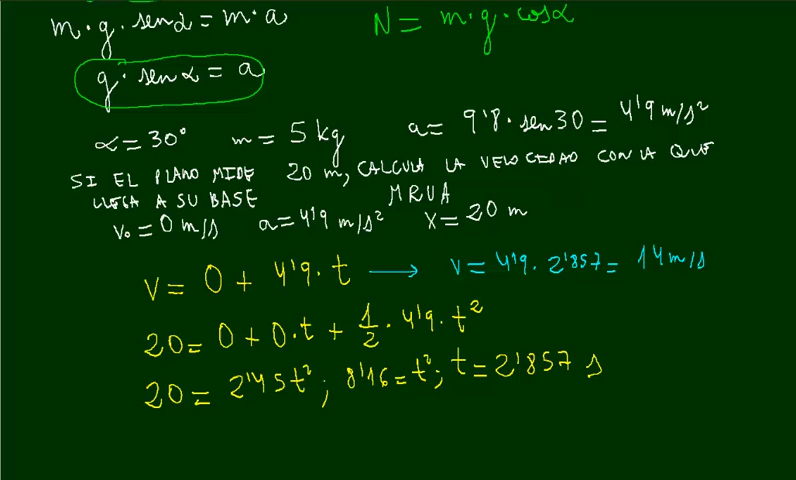 m·g·senα = m·a N = m·g·cosα
g·senα = a
α = 30° m = 5 kg a = 9'8·sen30 = 4'9 m/s²
SI EL PLANO MIDE 20 m, CALCULA LA VELOCIDAD CON LA QUE
LLEGA A SU BASE MRUA
v₀ = 0 m/s a = 4'9 m/s² x = 20 m
v = 0 + 4'9·t → v = 4'9·2'857 = 14 m/s
20 = 0 + 0·t + 1/2·4'9·t²
20 = 2'45t²; 8'16 = t²; t = 2'857 s